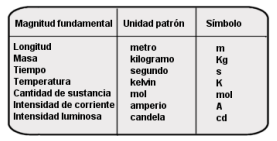 Magnitud fundamental Unidad patrón Símbolo
Longitud metro m
Masa kilogramo Kg
Tiempo segundo s
Temperatura kelvin K
Cantidad de sustancia mol mol
Intensidad de corriente amperio A
Intensidad luminosa candela cd